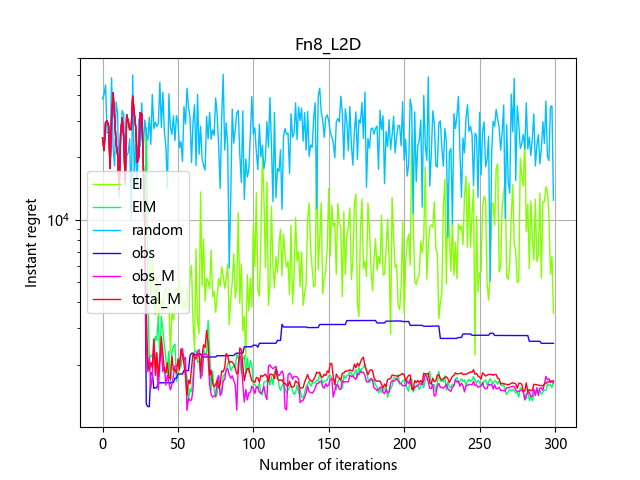 Fn8_L2D
Instant regret
10⁴
EI
EIM
random
obs
obs_M
total_M
0 50 100 150 200 250 300
Number of iterations